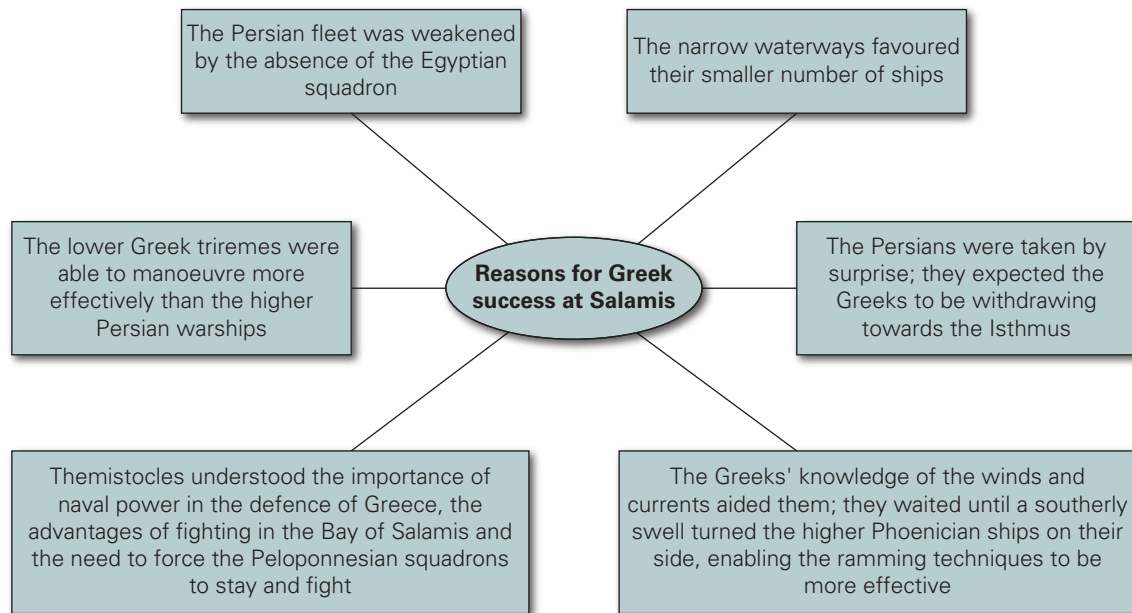 The Persian fleet was weakened
by the absence of the Egyptian
squadron
The narrow waterways favoured
their smaller number of ships
The lower Greek triremes were
able to manoeuvre more
effectively than the higher
Persian warships
Reasons for Greek
success at Salamis
The Persians were taken by
surprise; they expected the
Greeks to be withdrawing
towards the Isthmus
Themistocles understood the importance of
naval power in the defence of Greece, the
advantages of fighting in the Bay of Salamis and
the need to force the Peloponnesian squadrons
to stay and fight
The Greeks' knowledge of the winds and
currents aided them; they waited until a southerly
swell turned the higher Phoenician ships on their
side, enabling the ramming techniques to be
more effective